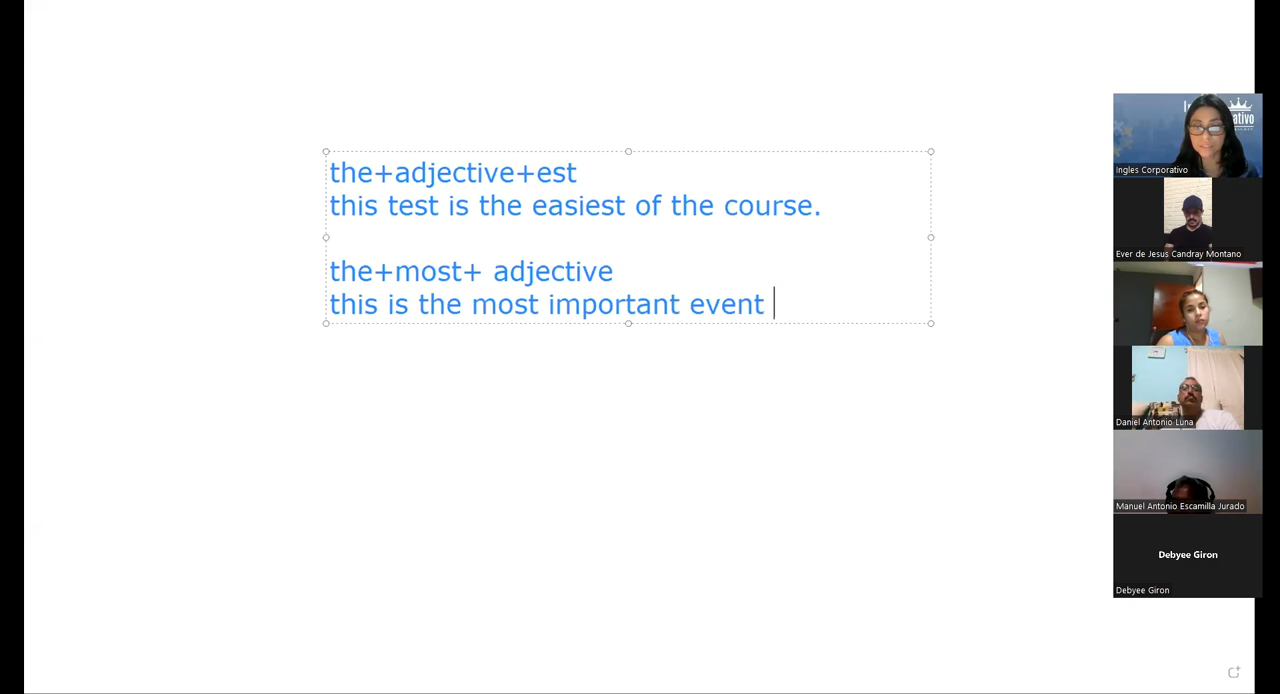 the+adjective+est
this test is the easiest of the course.
the+most+ adjective
this is the most important event
Ingles Corporativo
Ever de Jesus Candray Montano
Daniel Antonio Luna
Manuel Antonio Escamilla Jurado
Debyee Giron
Debyee Giron